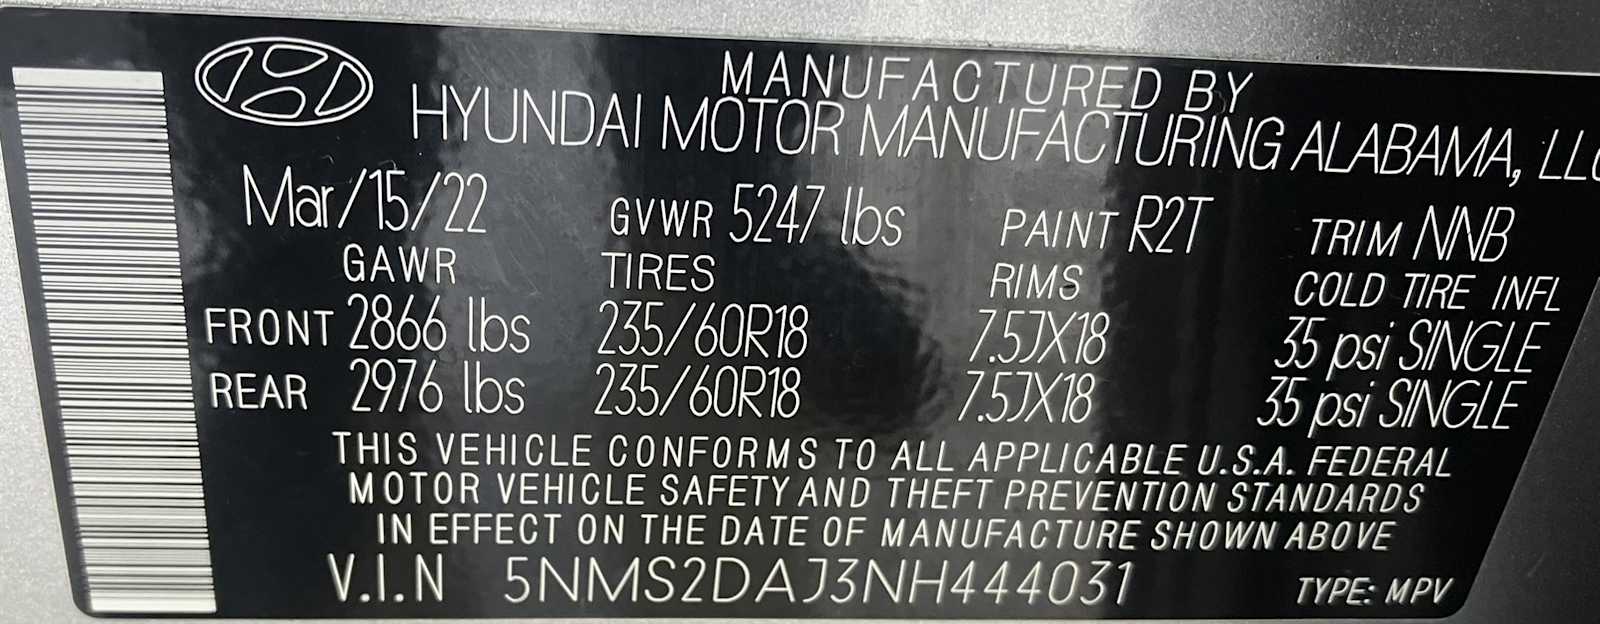 MANUFACTURED BY
HYUNDAI MOTOR MANUFACTURING ALABAMA, LLC
Mar/15/22 GVWR 5247 lbs PAINT R2T TRIM NNB
GAWR TIRES RIMS COLD TIRE INFL
FRONT 2866 lbs 235/60R18 7.5JX18 35 psi SINGLE
REAR 2976 lbs 235/60R18 7.5JX18 35 psi SINGLE
THIS VEHICLE CONFORMS TO ALL APPLICABLE U.S.A. FEDERAL
MOTOR VEHICLE SAFETY AND THEFT PREVENTION STANDARDS
IN EFFECT ON THE DATE OF MANUFACTURE SHOWN ABOVE
V.I.N 5NMS2DAJ3NH444031 TYPE: MPV